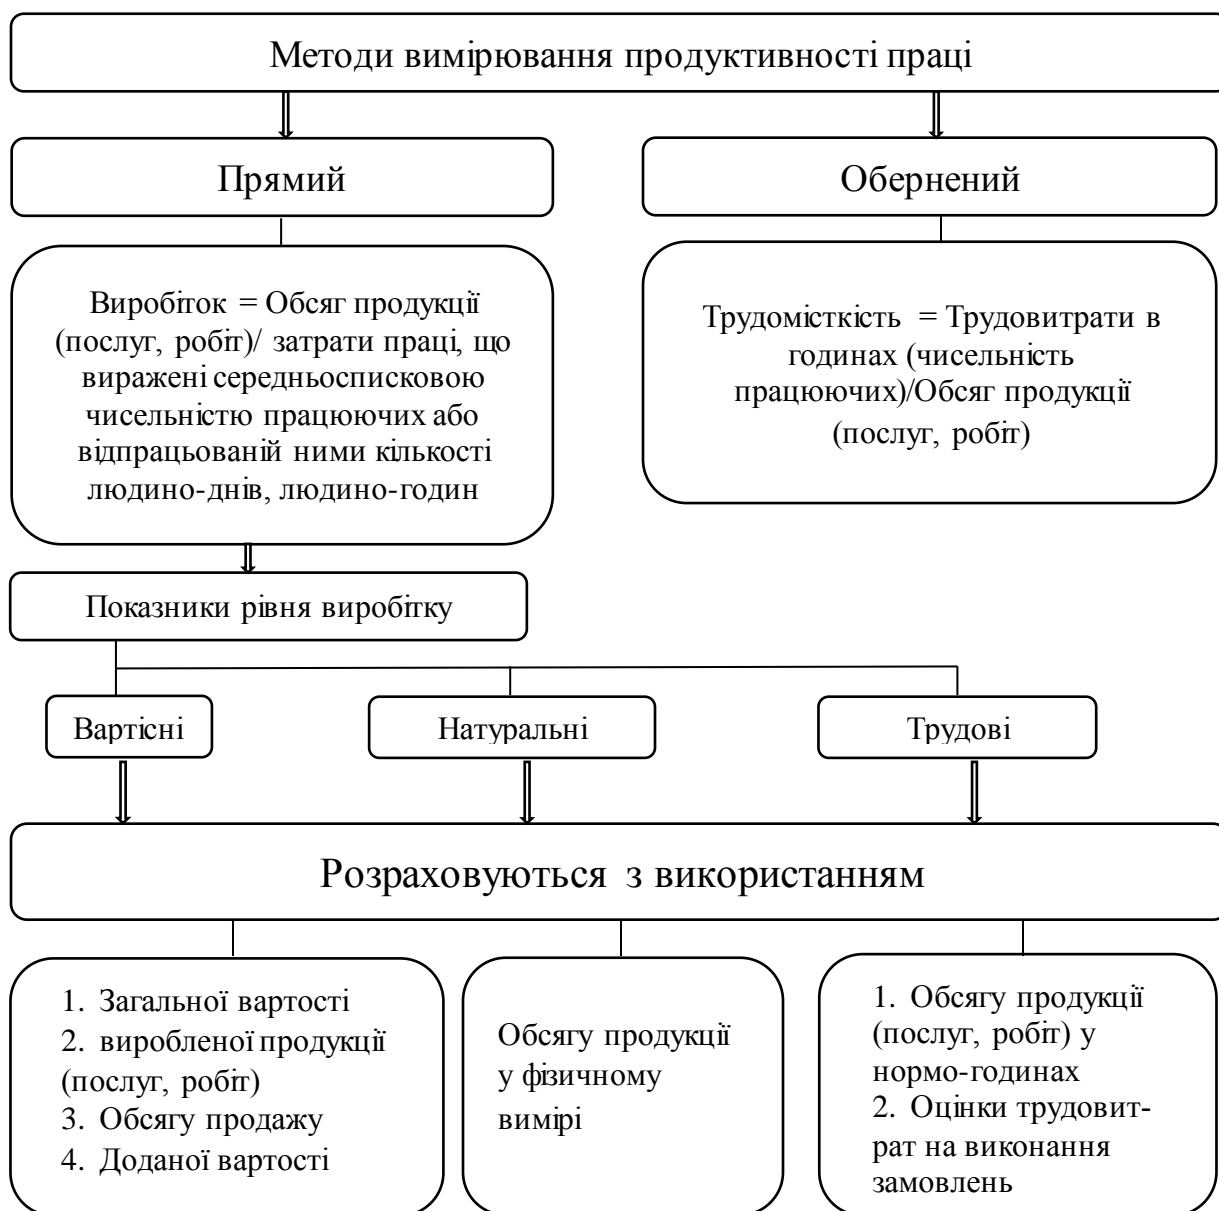 Методи вимірювання продуктивності праці
Прямий
Обернений
Виробіток = Обсяг продукції
(послуг, робіт)/ затрати праці, що
виражені середньосписковою
чисельністю працюючих або
відпрацьованій ними кількості
людино-днів, людино-годин
Трудомісткість = Трудовитрати в
годинах (чисельність
працюючих)/Обсяг продукції
(послуг, робіт)
Показники рівня виробітку
Вартісні
Натуральні
Трудові
Розраховуються з використанням
1. Загальної вартості
2. виробленої продукції
(послуг, робіт)
3. Обсягу продажу
4. Доданої вартості
Обсягу продукції
у фізичному
вимірі
1. Обсягу продукції
(послуг, робіт) у
нормо-годинах
2. Оцінки трудовит-
рат на виконання
замовлень